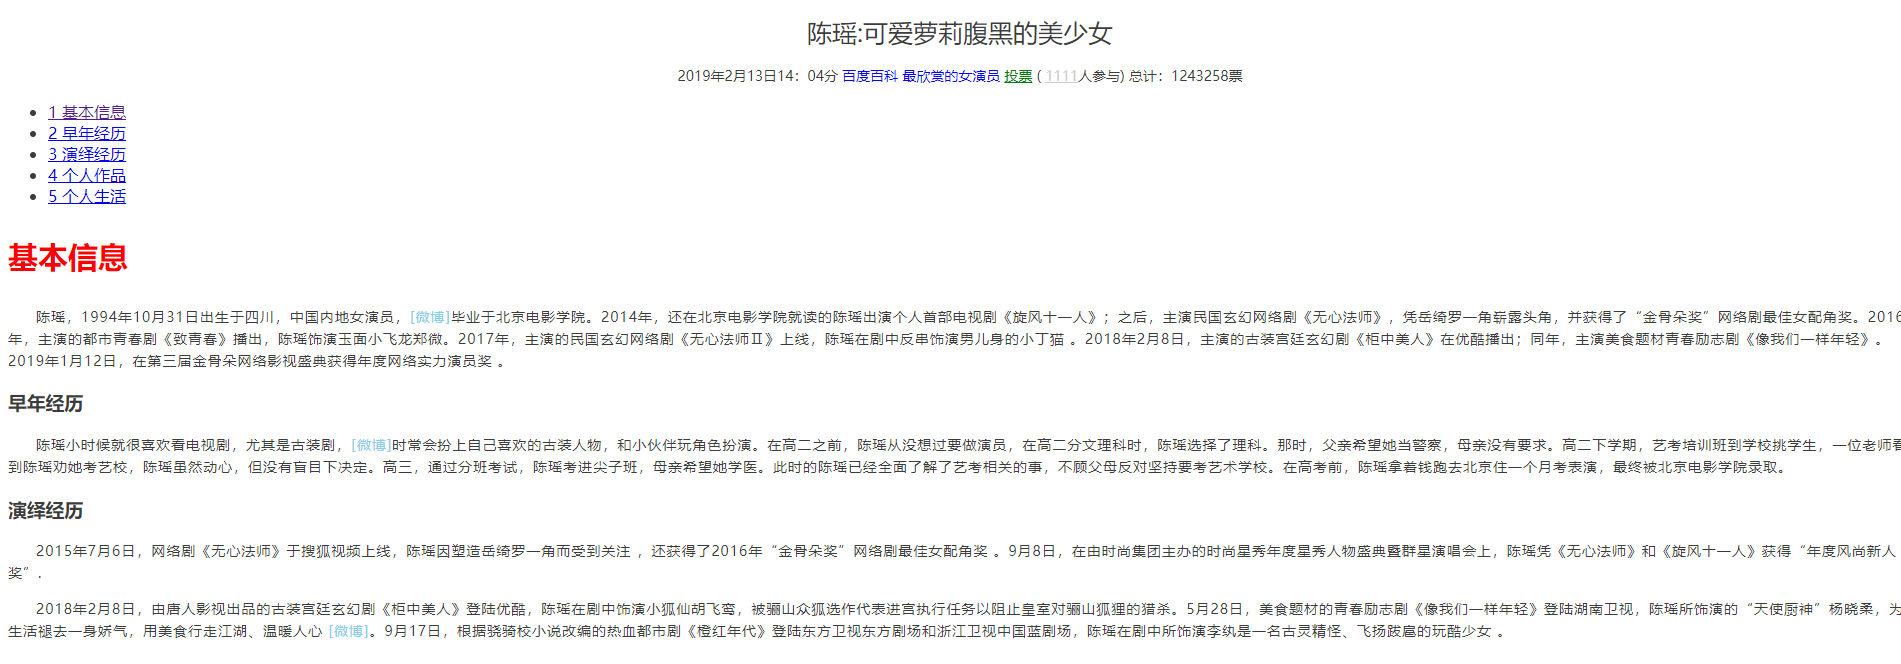 陈瑶:可爱萝莉腹黑的美少女
2019年2月13日14：04分 百度百科 最欣赏的女演员 投票 ( 1111人参与) 总计：1243258票
1 基本信息
2 早年经历
3 演绎经历
4 个人作品
5 个人生活
基本信息
陈瑶，1994年10月31日出生于四川，中国内地女演员，[微博]毕业于北京电影学院。2014年，还在北京电影学院就读的陈瑶出演个人首部电视剧《旋风十一人》；之后，主演民国玄幻网络剧《无心法师》，凭岳绮罗一角崭露头角，并获得了“金骨朵奖”网络剧最佳女配角奖。2016
年，主演的都市青春剧《致青春》播出，陈瑶饰演玉面小飞龙郑微。2017年，主演的民国玄幻网络剧《无心法师Ⅱ》上线，陈瑶在剧中反串饰演男儿身的小丁猫 。2018年2月8日，主演的古装宫廷玄幻剧《柜中美人》在优酷播出；同年，主演美食题材青春励志剧《像我们一样年轻》。
2019年1月12日，在第三届金骨朵网络影视盛典获得年度网络实力演员奖 。
早年经历
陈瑶小时候就很喜欢看电视剧，尤其是古装剧，[微博]时常会扮上自己喜欢的古装人物，和小伙伴玩角色扮演。在高二之前，陈瑶从没想过要做演员，在高二分文理科时，陈瑶选择了理科。那时，父亲希望她当警察，母亲没有要求。高二下学期，艺考培训班到学校挑学生，一位老师看
到陈瑶劝她考艺校，陈瑶虽然动心，但没有盲目下决定。高三，通过分班考试，陈瑶考进尖子班，母亲希望她学医。此时的陈瑶已经全面了解了艺考相关的事，不顾父母反对坚持要考艺术学校。在高考前，陈瑶拿着钱跑去北京住一个月考表演，最终被北京电影学院录取。
演绎经历
2015年7月6日，网络剧《无心法师》于搜狐视频上线，陈瑶因塑造岳绮罗一角而受到关注 ，还获得了2016年“金骨朵奖”网络剧最佳女配角奖 。9月8日，在由时尚集团主办的时尚星秀年度星秀人物盛典暨群星演唱会上，陈瑶凭《无心法师》和《旋风十一人》获得“年度风尚新人
奖”.
2018年2月8日，由唐人影视出品的古装宫廷玄幻剧《柜中美人》登陆优酷，陈瑶在剧中饰演小狐仙胡飞鸾，被骊山众狐选作代表进宫执行任务以阻止皇室对骊山狐狸的猎杀。5月28日，美食题材的青春励志剧《像我们一样年轻》登陆湖南卫视，陈瑶所饰演的“天使厨神”杨晓柔，为
生活褪去一身娇气，用美食行走江湖、温暖人心 [微博]。9月17日，根据骁骑校小说改编的热血都市剧《橙红年代》登陆东方卫视东方剧场和浙江卫视中国蓝剧场，陈瑶在剧中所饰演李纨是一名古灵精怪、飞扬跋扈的玩酷少女 。